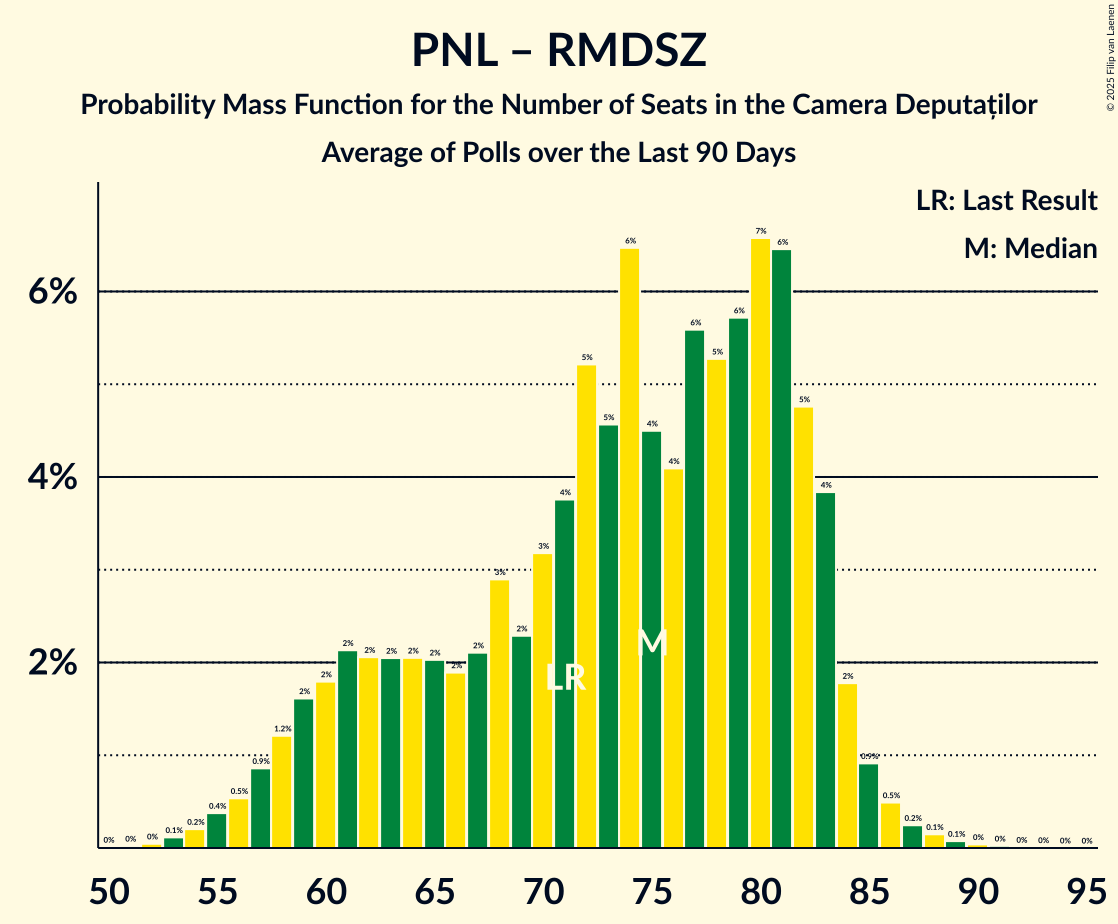 © 2025 Filip van Laenen
PNL – RMDSZ
Probability Mass Function for the Number of Seats in the Camera Deputaților
Average of Polls over the Last 90 Days
LR: Last Result
M: Median
6%
4%
2%
0% 0% 0% 0.1% 0.2% 0.4% 0.5% 0.9% 1.2% 2% 2% 2% 2% 2% 2% 2% 2% 2% 3% 2% 3% 4% 5% 5% 6% 4% 4% 6% 5% 6% 7% 6% 5% 4% 2% 0.9% 0.5% 0.2% 0.1% 0.1% 0% 0% 0% 0% 0% 0%
LR
M
50 55 60 65 70 75 80 85 90 95